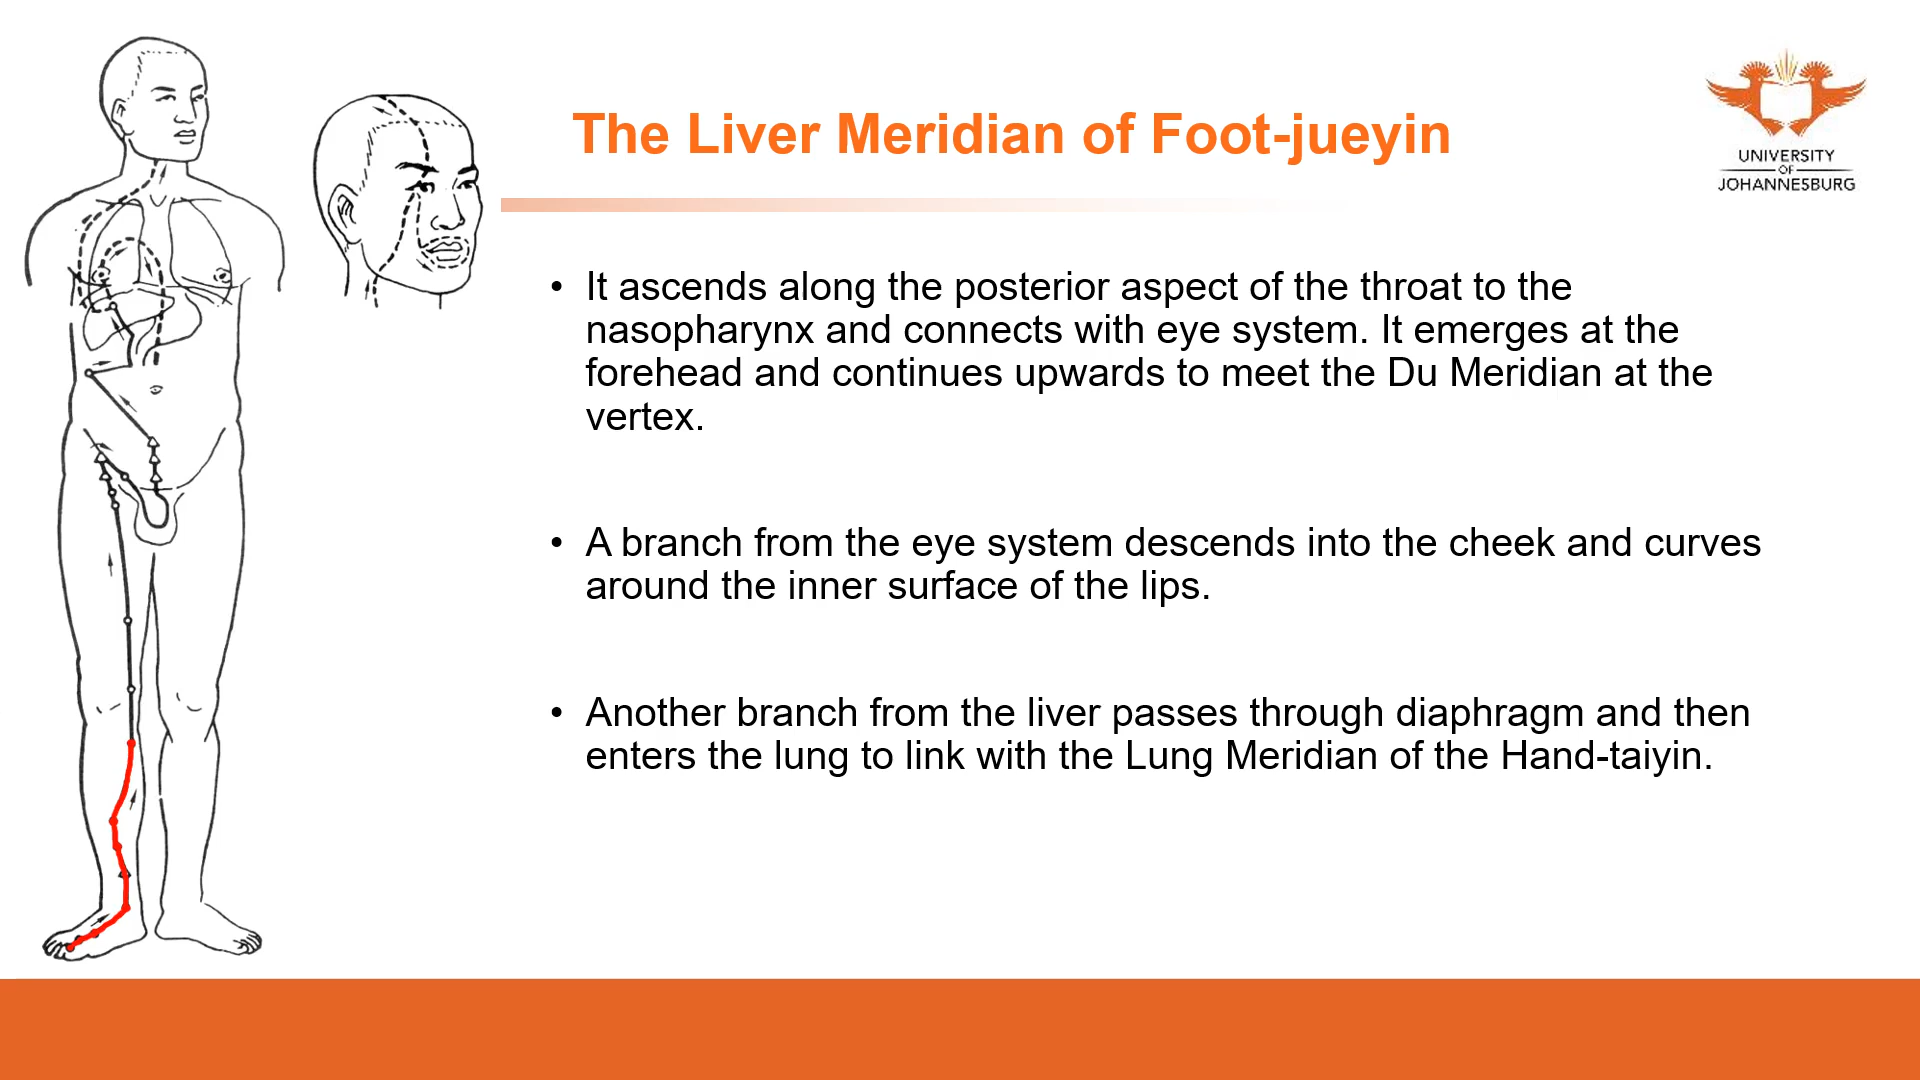 The Liver Meridian of Foot-jueyin
UNIVERSITY
OF
JOHANNESBURG
• It ascends along the posterior aspect of the throat to the
nasopharynx and connects with eye system. It emerges at the
forehead and continues upwards to meet the Du Meridian at the
vertex.
• A branch from the eye system descends into the cheek and curves
around the inner surface of the lips.
• Another branch from the liver passes through diaphragm and then
enters the lung to link with the Lung Meridian of the Hand-taiyin.